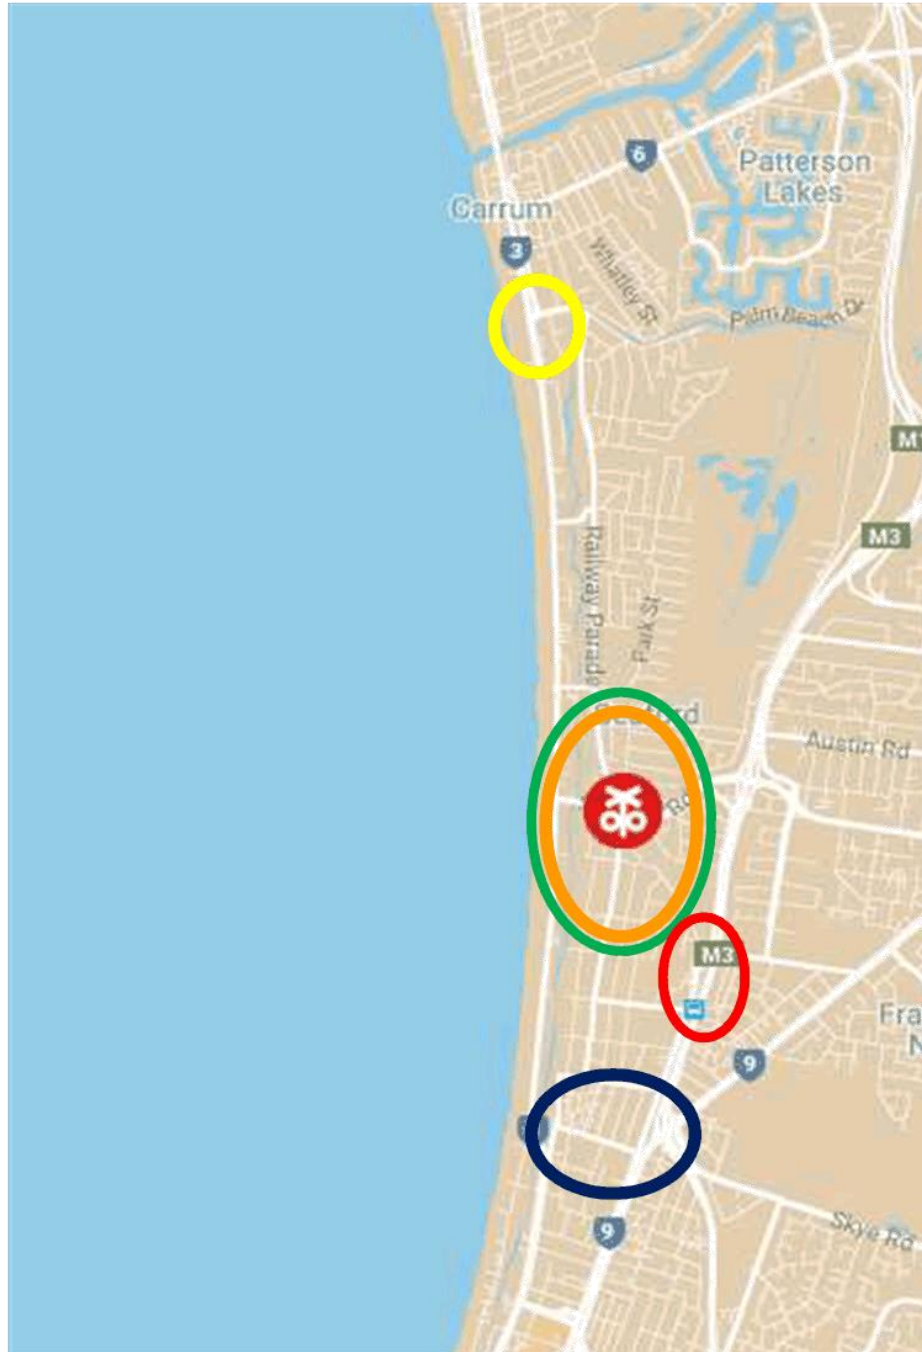 6
Patterson
Lakes
Carrum
3
Whatley St
Palm Beach Dr
M3
Railway Parade
Park St
Austin Rd
Rd
M3
9
9
Skye Rd